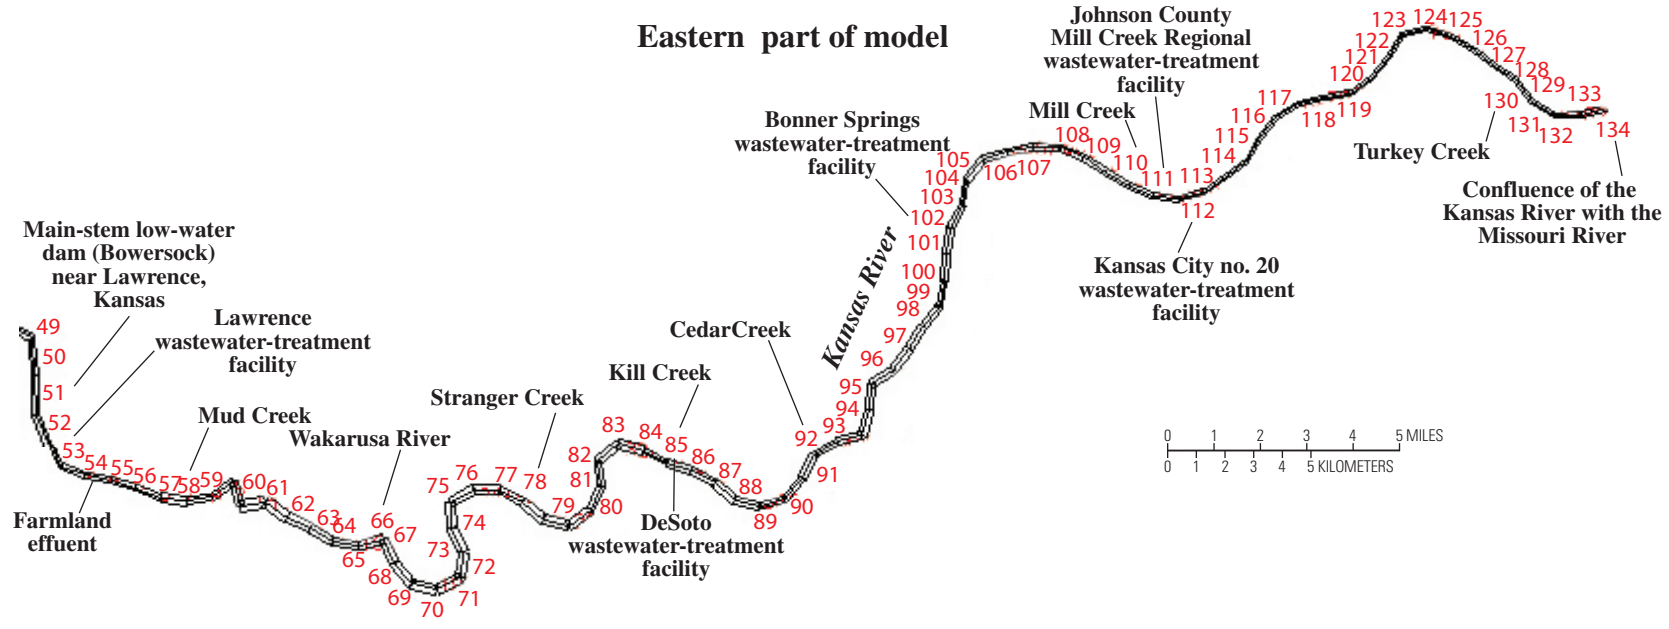 Eastern part of model
Johnson County
Mill Creek Regional
wastewater-treatment
facility
Mill Creek
Bonner Springs
wastewater-treatment
facility
Turkey Creek
Confluence of the
Kansas River with the
Missouri River
Kansas City no. 20
wastewater-treatment
facility
Kansas River
CedarCreek
Kill Creek
Stranger Creek
Main-stem low-water
dam (Bowersock)
near Lawrence,
Kansas
Lawrence
wastewater-treatment
facility
Mud Creek
Wakarusa River
Farmland
effuent
DeSoto
wastewater-treatment
facility
0 1 2 3 4 5 MILES
0 1 2 3 4 5 KILOMETERS
49
50
51
52
53
54
55
56
57
58
59
60
61
62
63
64
65
66
67
68
69
70
71
72
73
74
75
76
77
78
79
80
81
82
83
84
85
86
87
88
89
90
91
92
93
94
95
96
97
98
99
100
101
102
103
104
105
106
107
108
109
110
111
112
113
114
115
116
117
118
119
120
121
122
123
124
125
126
127
128
129
130
131
132
133
134